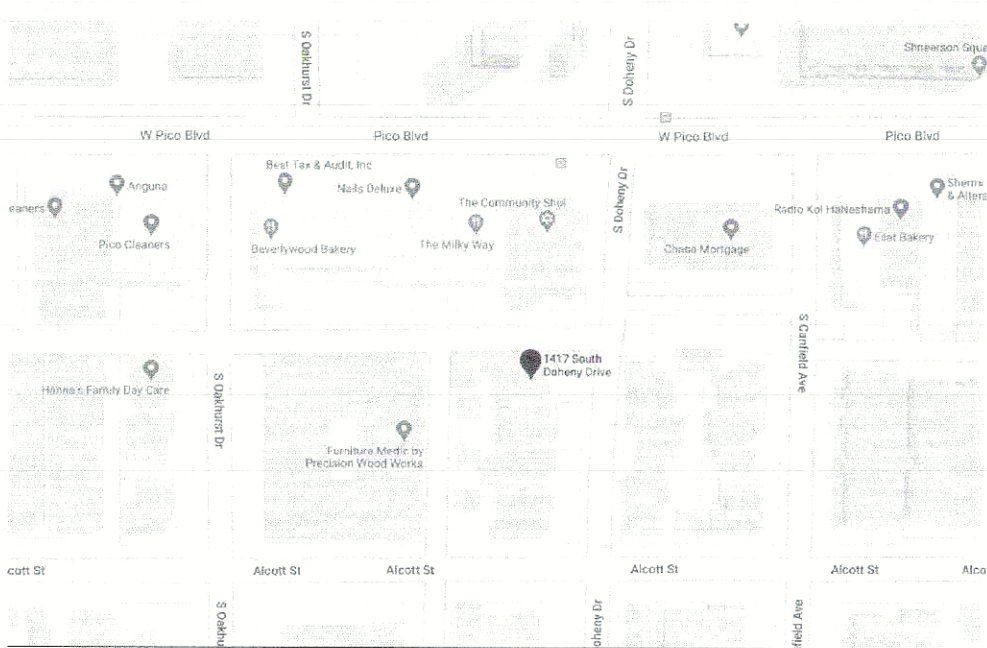 S Oakhurst Dr
S Doheny Dr
Shneerson Squ
W Pico Blvd
Pico Blvd
W Pico Blvd
Pico Blvd
Best Tax & Audit, Inc
Anguna
Nails Deluxe
The Community Shul
S Doheny Dr
Sherms
& Altera
eaners
Radio Kol HaNeshama
Pico Cleaners
Beverlywood Bakery
The Milky Way
Chase Mortgage
Eilat Bakery
S Canfield Ave
1417 South
Doheny Drive
Hanna's Family Day Care
S Oakhurst Dr
Furniture Medic by
Precision Wood Works
cott St
Alcott St
Alcott St
Alcott St
Alcott St
Alco
S Oakhu
oheny Dr
field Ave